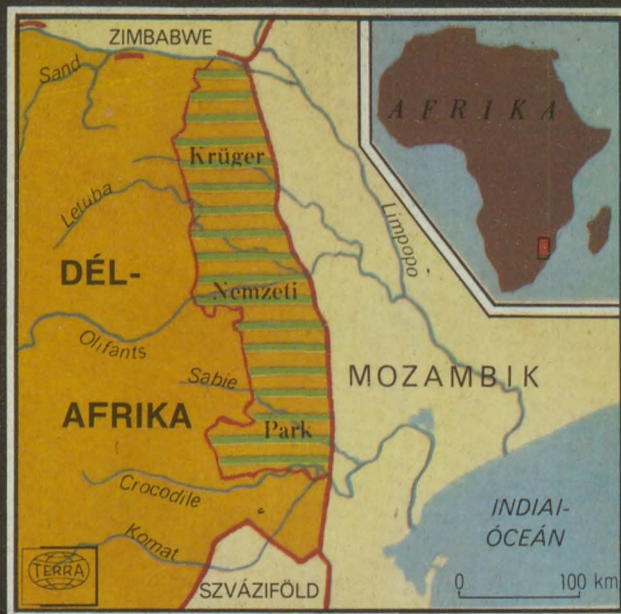 ZIMBABWE
AFRIKA
Sand
Krüger
Letuba
Limpopo
DÉL-
Nemzeti
Olifants
Sabie
MOZAMBIK
AFRIKA
Park
Crocodile
INDIAI-
ÓCEÁN
Komat
TERRA
SZVÁZIFÖLD
0 100 km